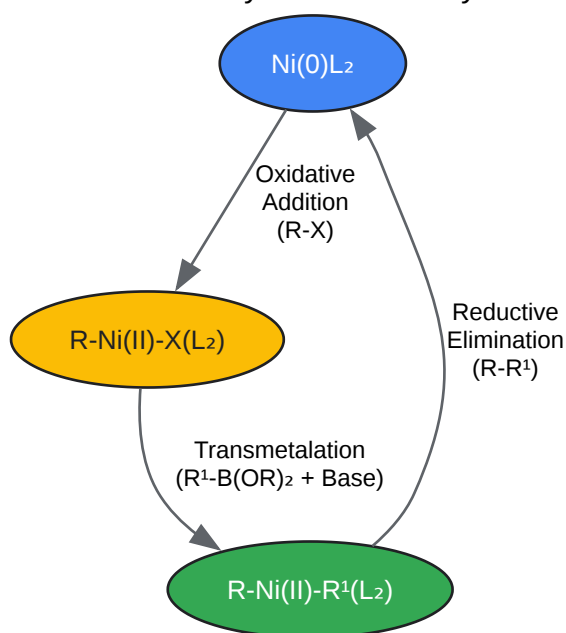 Ni(0)L₂
Oxidative
Addition
(R-X)
R-Ni(II)-X(L₂)
Reductive
Elimination
(R-R¹)
Transmetalation
(R¹-B(OR)₂ + Base)
R-Ni(II)-R¹(L₂)